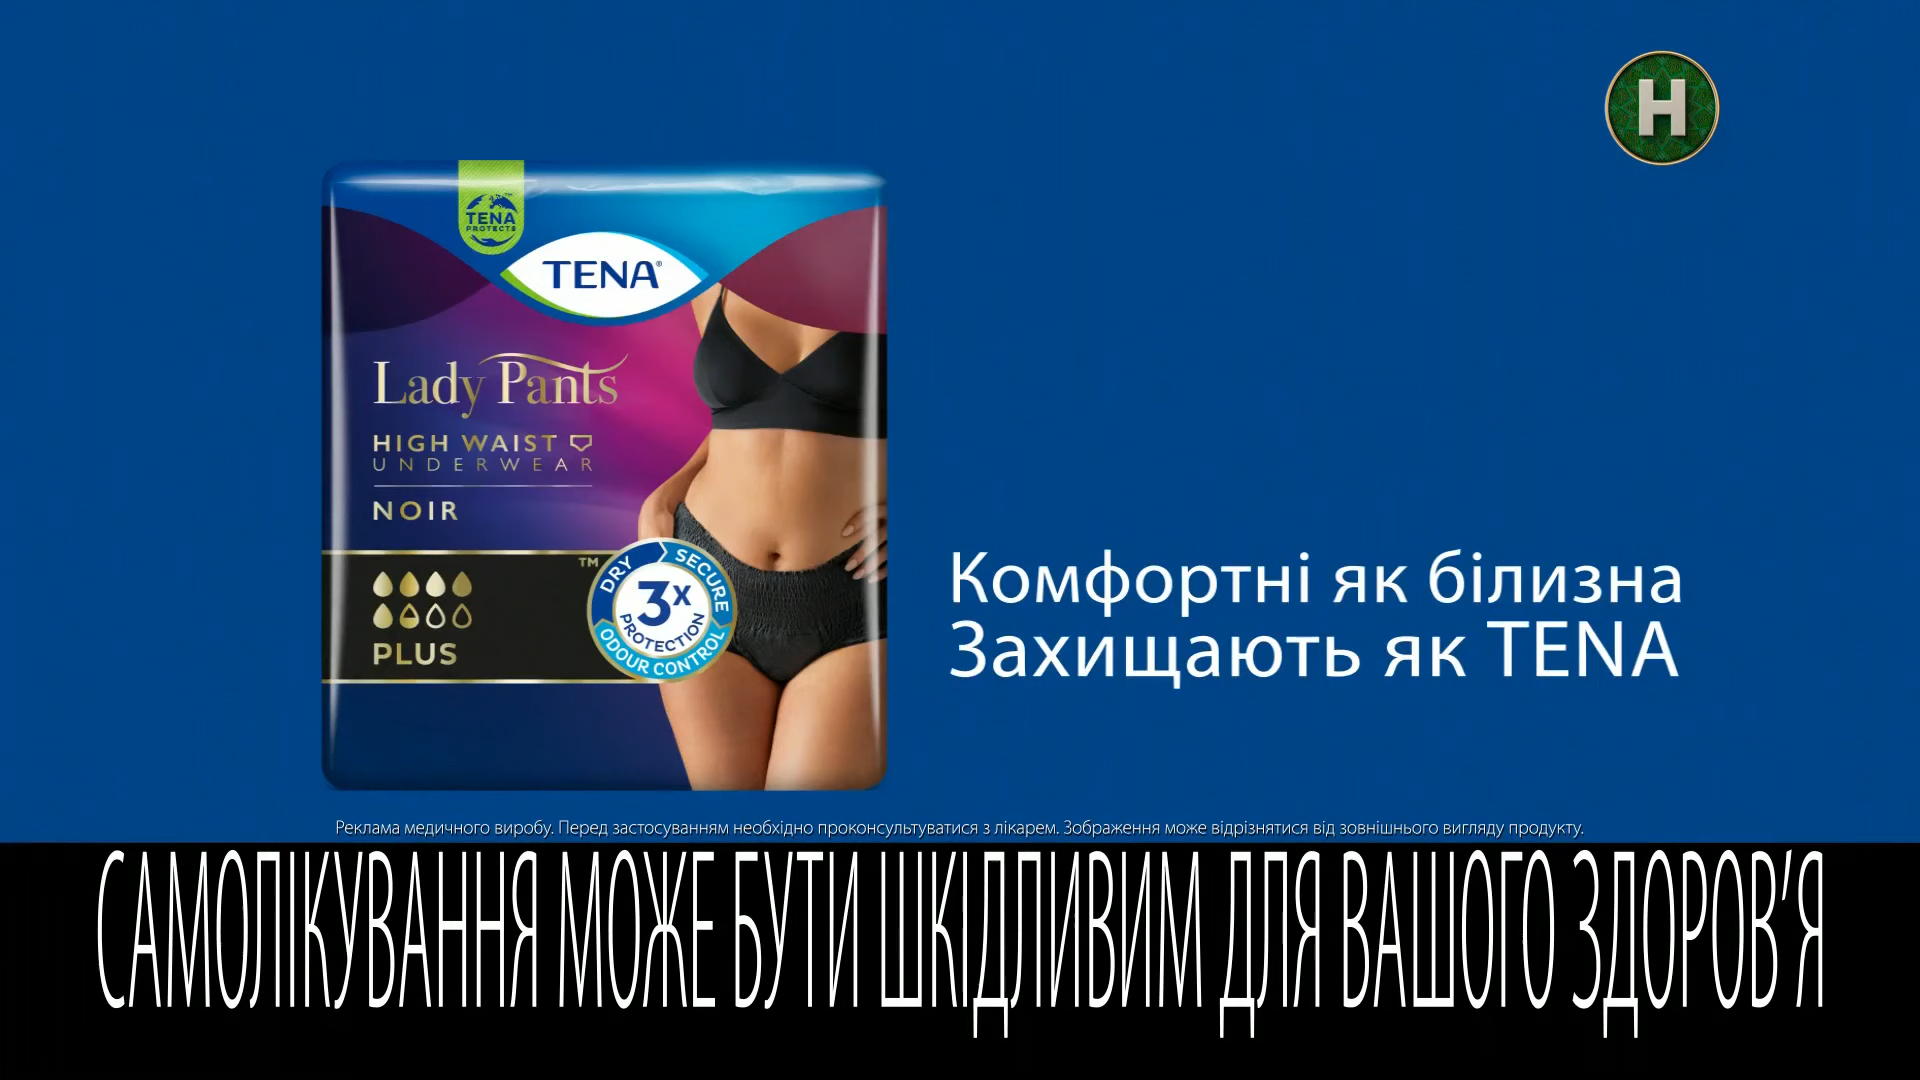 H
TENA
PROTECTS
TENA
Lady Pants
HIGH WAIST
UNDERWEAR
NOIR
PLUS
TM
DRY SECURE
3X
PROTECTION
ODOUR CONTROL
Комфортні як білизна
Захищають як TENA
Реклама медичного виробу. Перед застосуванням необхідно проконсультуватися з лікарем. Зображення може відрізнятися від зовнішнього вигляду продукту.
САМОЛІКУВАННЯ МОЖЕ БУТИ ШКІДЛИВИМ ДЛЯ ВАШОГО ЗДОРОВ’Я